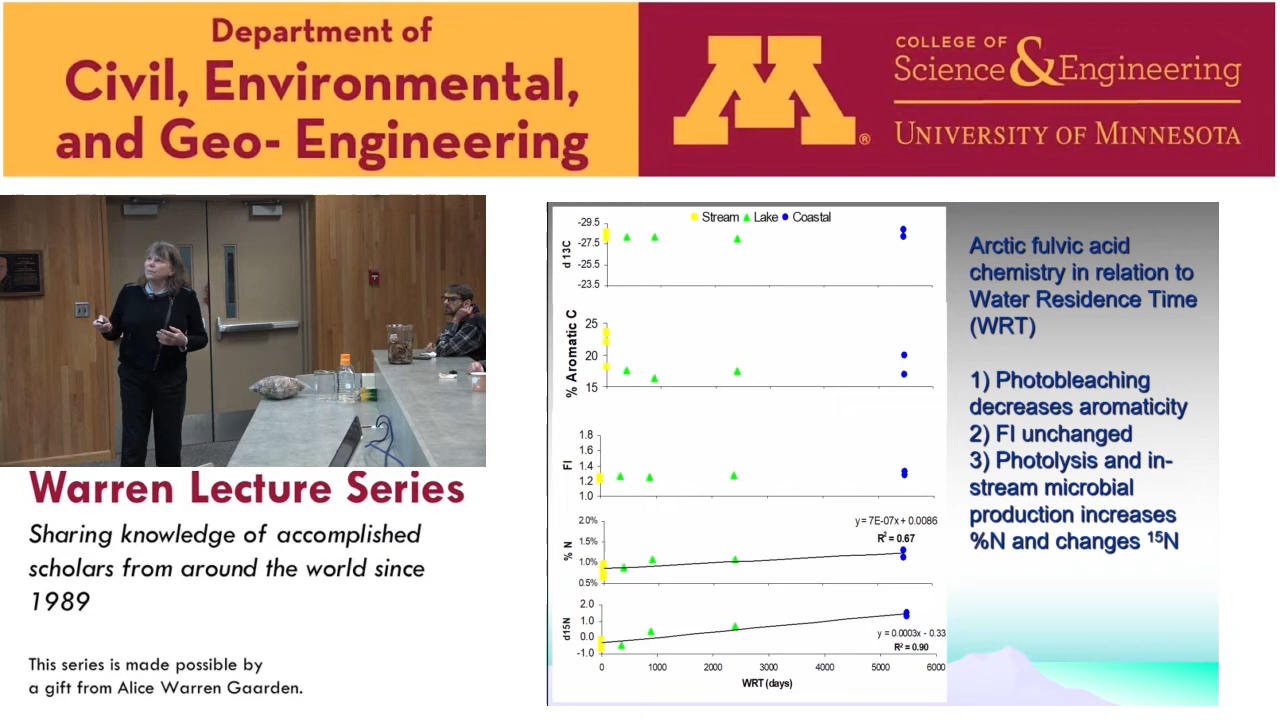 Department of
Civil, Environmental,
and Geo- Engineering
M®
COLLEGE OF
Science & Engineering
UNIVERSITY OF MINNESOTA
Warren Lecture Series
Sharing knowledge of accomplished
scholars from around the world since
1989
This series is made possible by
a gift from Alice Warren Gaarden.
Stream Lake Coastal
d 13C
-29.5
-27.5
-25.5
-23.5
% Aromatic C
25
20
15
FI
1.8
1.6
1.4
1.2
1.0
% N
2.0%
1.5%
1.0%
0.5%
y = 7E-07x + 0.0086
R² = 0.67
d15N
2.0
1.0
0.0
-1.0
y = 0.0003x - 0.33
R² = 0.90
0 1000 2000 3000 4000 5000 6000
WRT (days)
Arctic fulvic acid
chemistry in relation to
Water Residence Time
(WRT)
1) Photobleaching
decreases aromaticity
2) FI unchanged
3) Photolysis and in-
stream microbial
production increases
%N and changes ¹⁵N